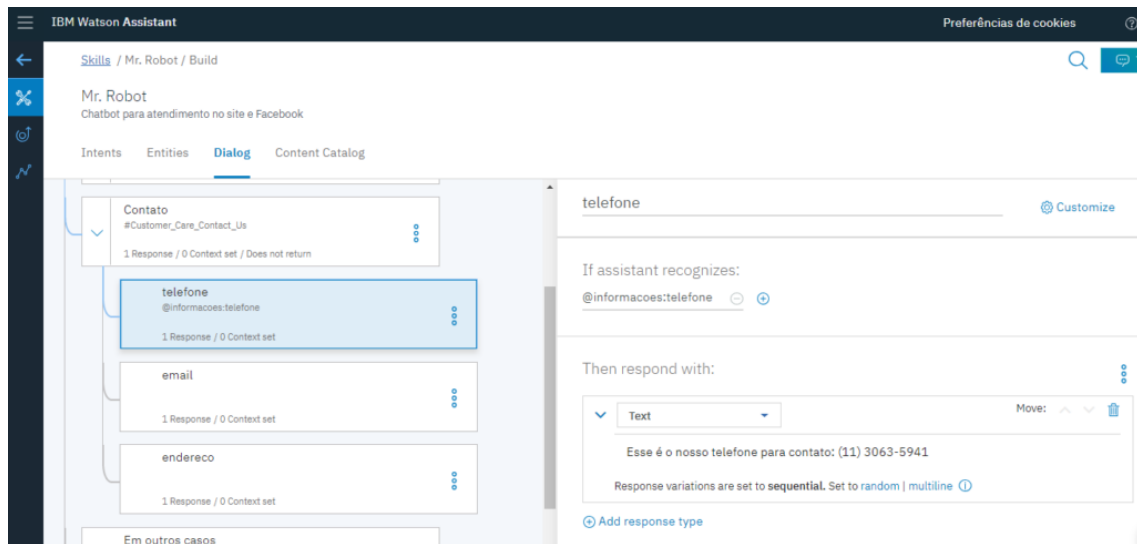 IBM Watson Assistant
Preferências de cookies
Skills / Mr. Robot / Build
Mr. Robot
Chatbot para atendimento no site e Facebook
Intents Entities Dialog Content Catalog
Contato
#Customer_Care_Contact_Us
1 Response / 0 Context set / Does not return
telefone
@informacoes:telefone
1 Response / 0 Context set
email
1 Response / 0 Context set
endereco
1 Response / 0 Context set
Em outros casos
telefone
Customize
If assistant recognizes:
@informacoes:telefone
Then respond with:
Text
Move:
Esse é o nosso telefone para contato: (11) 3063-5941
Response variations are set to sequential. Set to random | multiline
Add response type